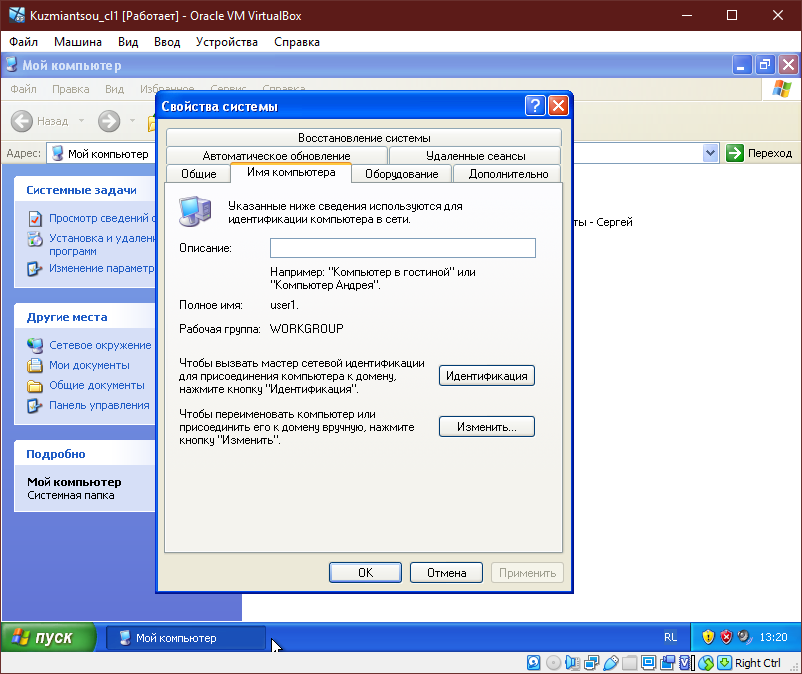 Kuzmiantsou_cl1 [Работает] - Oracle VM VirtualBox
Файл Машина Вид Ввод Устройства Справка
Мой компьютер
Файл Правка Вид Избранное Сервис Справка
Назад
Адрес: Мой компьютер Переход
Системные задачи
Просмотр сведений о
Установка и удален
программ
Изменение параметр
Другие места
Сетевое окружение
Мои документы
Общие документы
Панель управления
Подробно
Мой компьютер
Системная папка
ты - Сергей
Свойства системы
Восстановление системы
Автоматическое обновление Удаленные сеансы
Общие Имя компьютера Оборудование Дополнительно
Указанные ниже сведения используются для
идентификации компьютера в сети.
Описание:
Например: "Компьютер в гостиной" или
"Компьютер Андрея".
Полное имя: user1.
Рабочая группа: WORKGROUP
Чтобы вызвать мастер сетевой идентификации
для присоединения компьютера к домену,
нажмите кнопку "Идентификация".
Идентификация
Чтобы переименовать компьютер или
присоединить его к домену вручную, нажмите
кнопку "Изменить".
Изменить...
OK Отмена Применить
пуск Мой компьютер RL 13:20
Right Ctrl